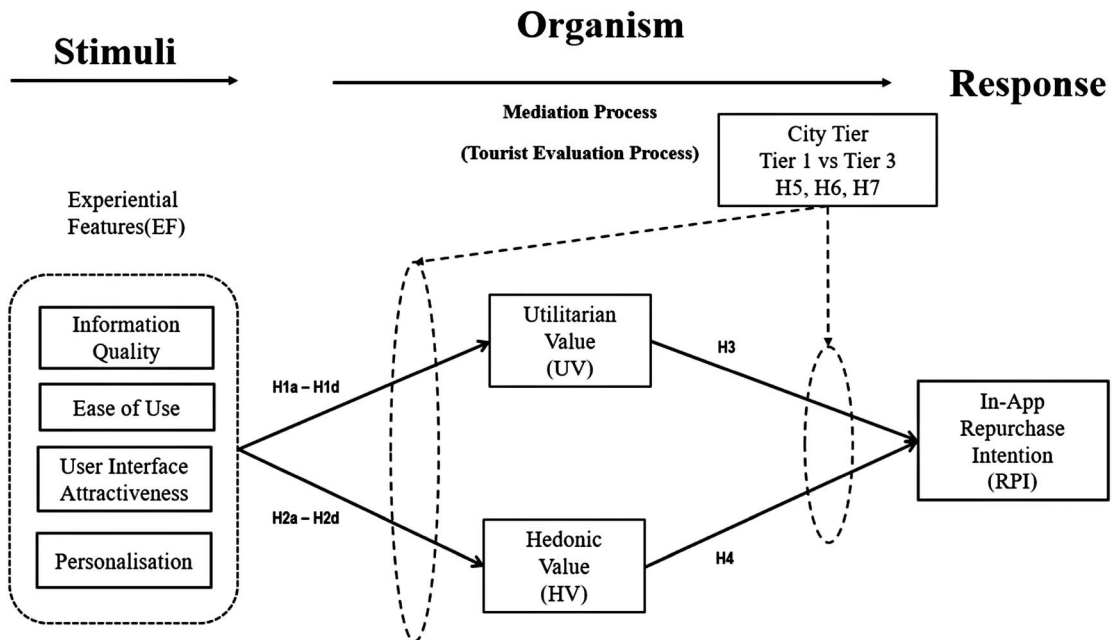 Stimuli
Organism
Response
Mediation Process
(Tourist Evaluation Process)
City Tier
Tier 1 vs Tier 3
H5, H6, H7
Experiential
Features(EF)
Information
Quality
Ease of Use
User Interface
Attractiveness
Personalisation
H1a – H1d
H2a – H2d
Utilitarian
Value
(UV)
Hedonic
Value
(HV)
H3
H4
In-App
Repurchase
Intention
(RPI)